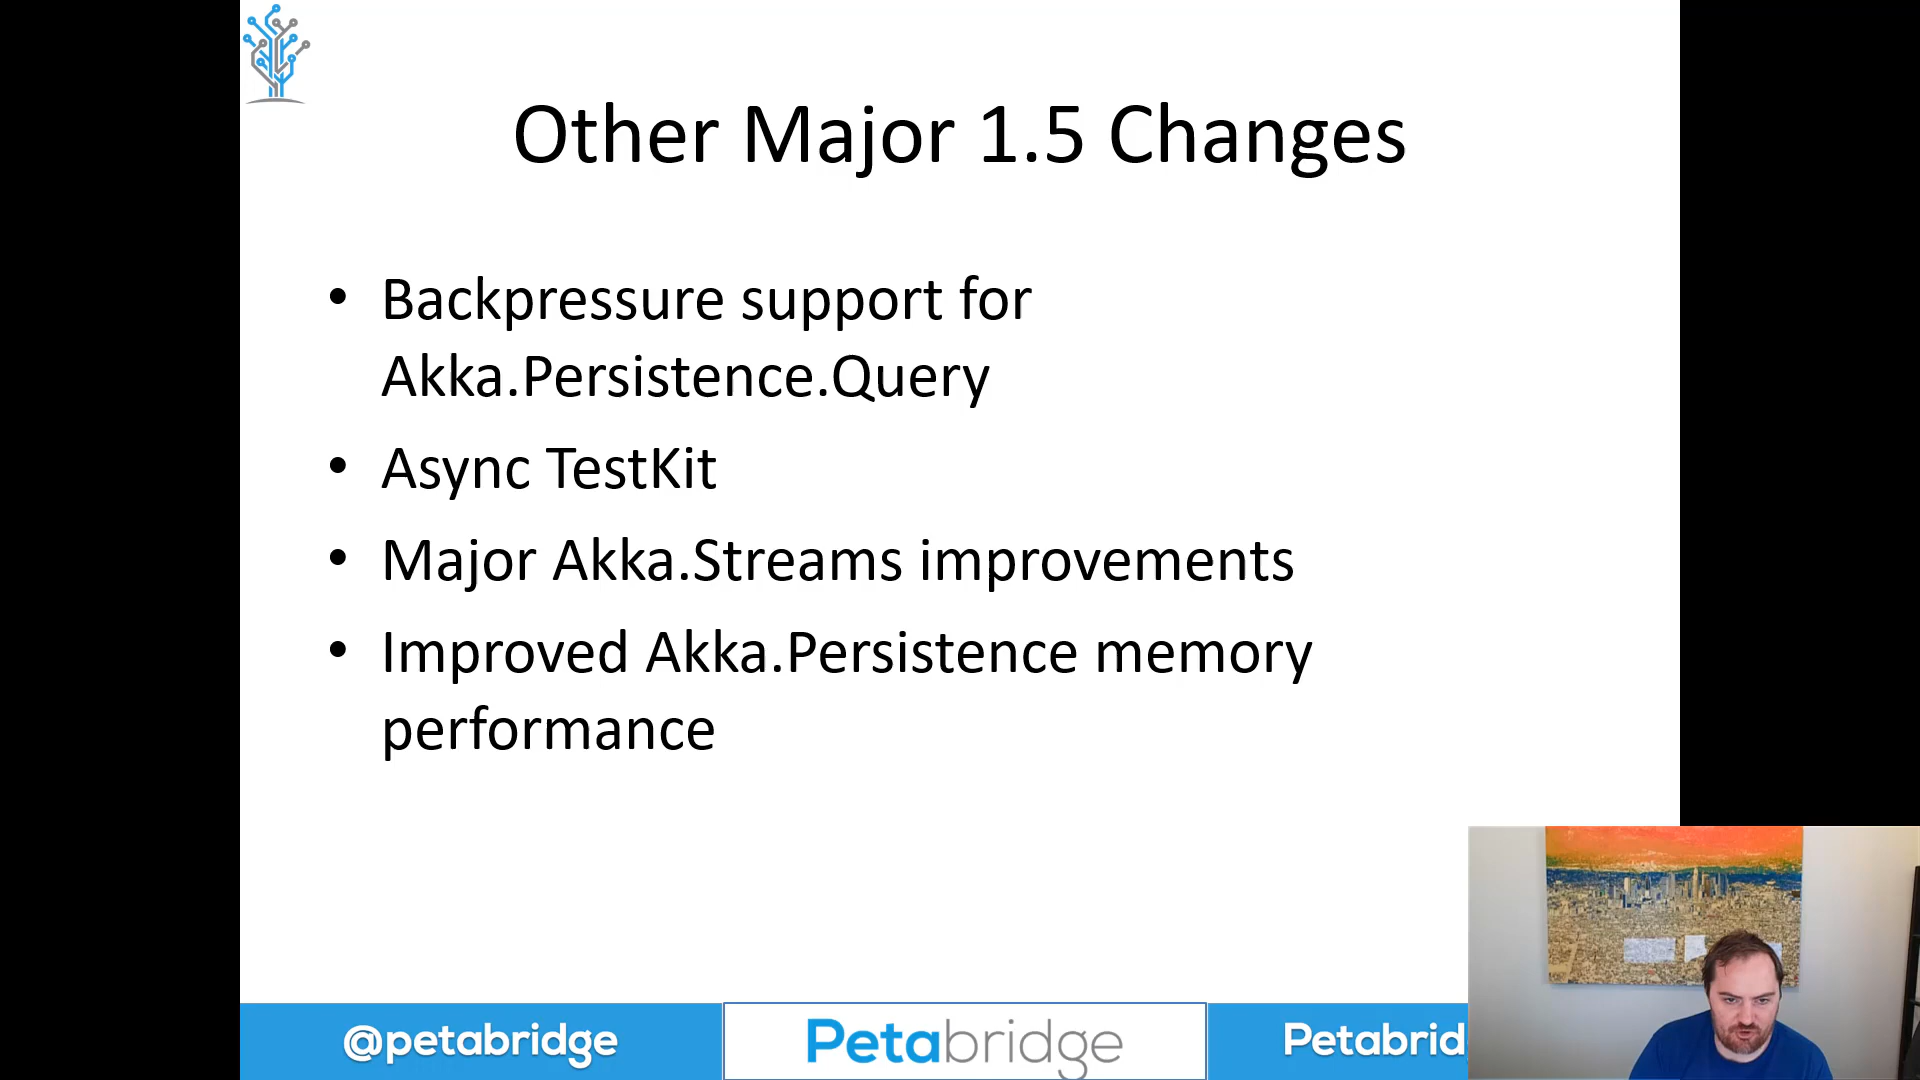 Other Major 1.5 Changes
• Backpressure support for
Akka.Persistence.Query
• Async TestKit
• Major Akka.Streams improvements
• Improved Akka.Persistence memory
performance
@petabridge
Petabridge
Petabrid